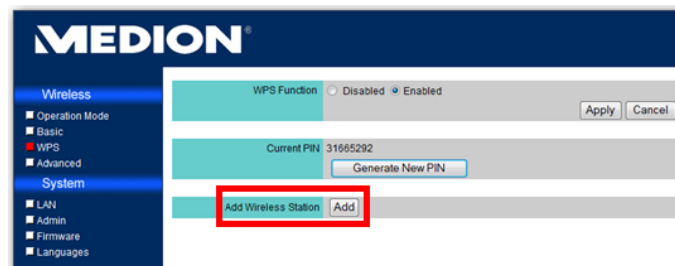 MEDION®
Wireless
Operation Mode
Basic
WPS
Advanced
System
LAN
Admin
Firmware
Languages
WPS Function Disabled Enabled
Apply Cancel
Current PIN 31665292
Generate New PIN
Add Wireless Station Add